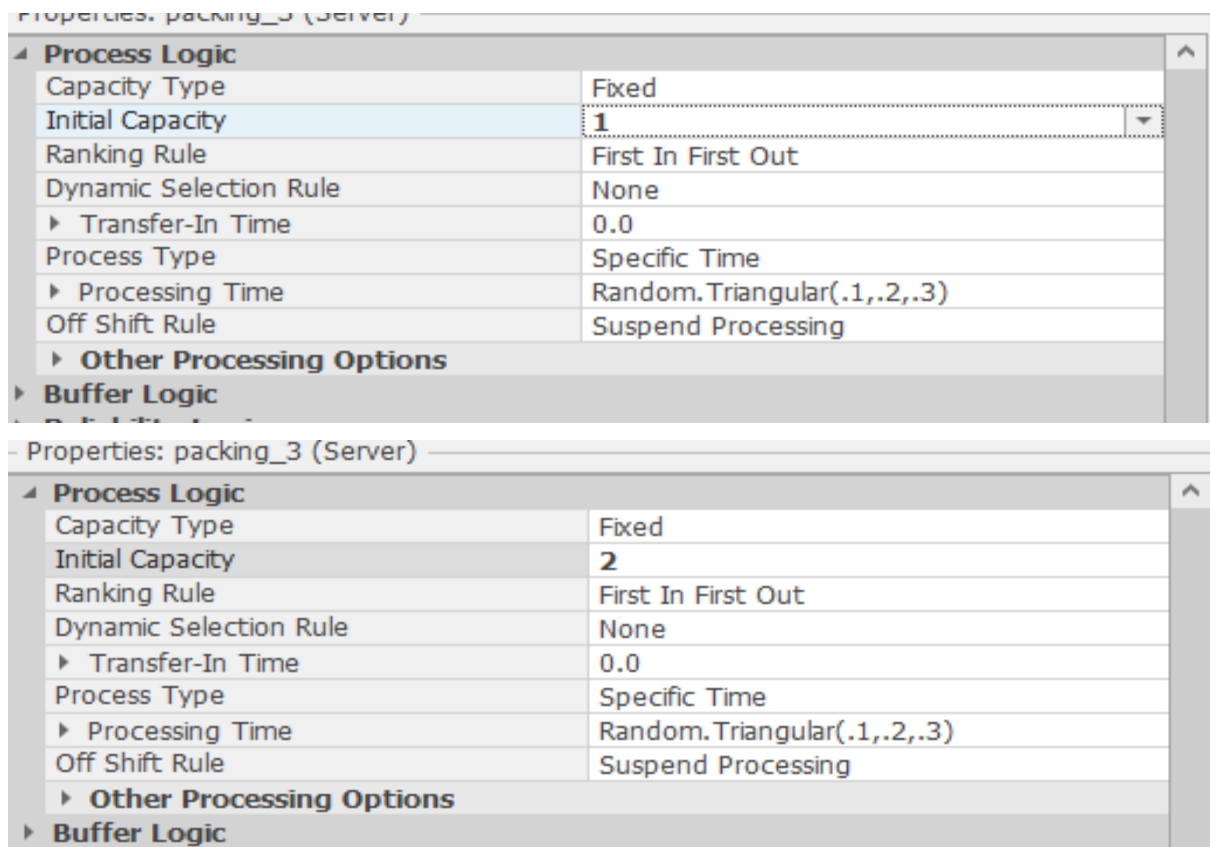 Properties: packing_3 (Server)
Process Logic
Capacity Type Fixed
Initial Capacity 1
Ranking Rule First In First Out
Dynamic Selection Rule None
Transfer-In Time 0.0
Process Type Specific Time
Processing Time Random.Triangular(.1,.2,.3)
Off Shift Rule Suspend Processing
Other Processing Options
Buffer Logic
Properties: packing_3 (Server)
Process Logic
Capacity Type Fixed
Initial Capacity 2
Ranking Rule First In First Out
Dynamic Selection Rule None
Transfer-In Time 0.0
Process Type Specific Time
Processing Time Random.Triangular(.1,.2,.3)
Off Shift Rule Suspend Processing
Other Processing Options
Buffer Logic